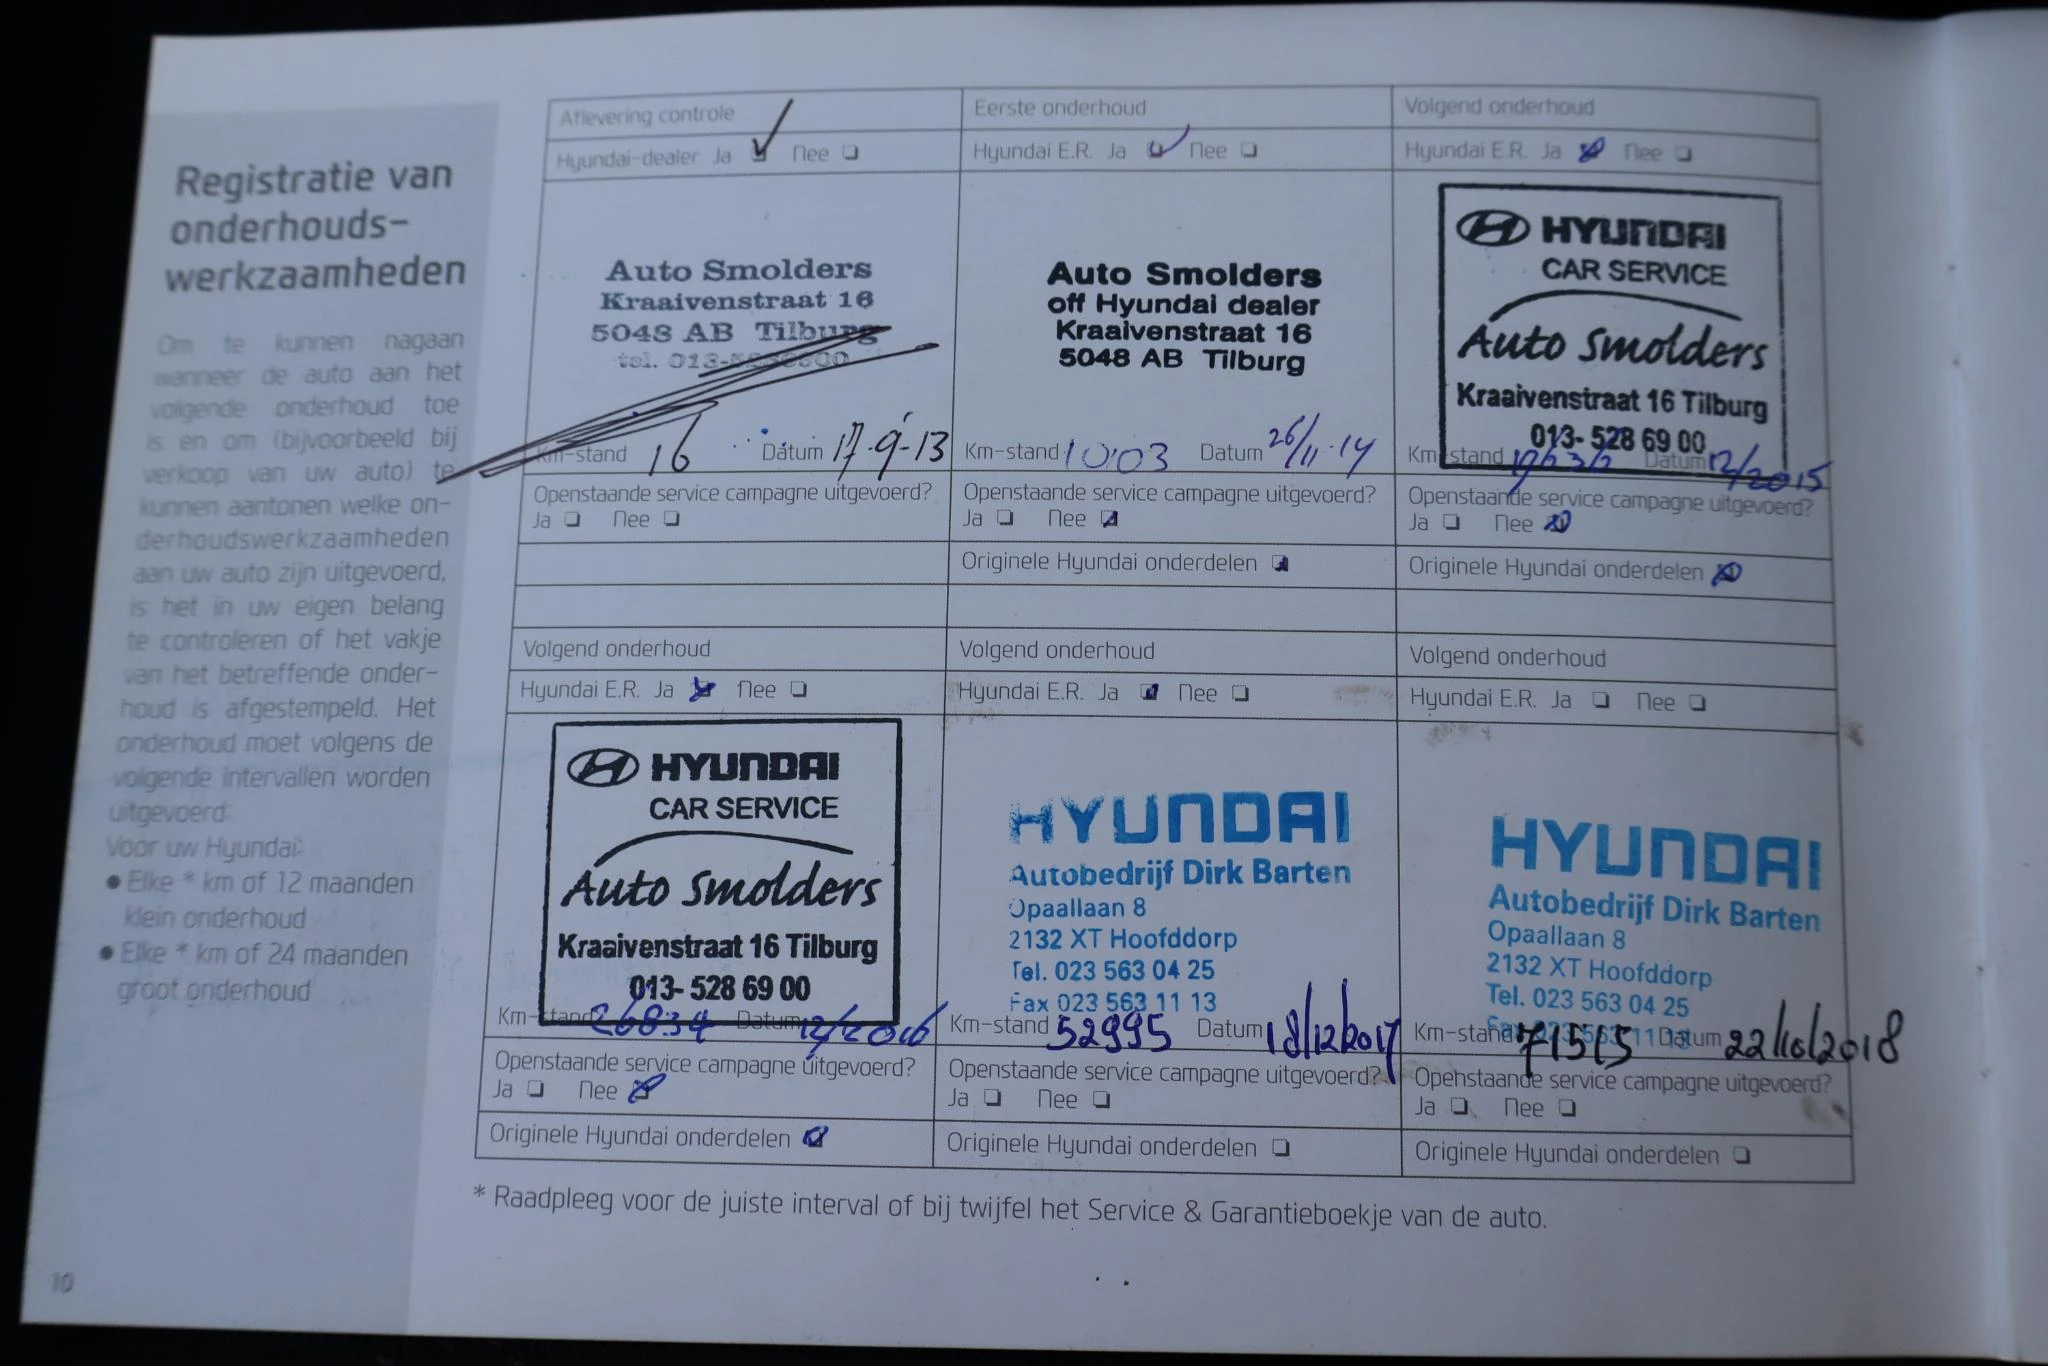 Registratie van
onderhouds-
werkzaamheden
Om te kunnen nagaan
wanneer de auto aan het
volgende onderhoud toe
is en om (bijvoorbeeld bij
verkoop van uw auto) te
kunnen aantonen welke on-
derhoudswerkzaamheden
aan uw auto zijn uitgevoerd,
is het in uw eigen belang
te controleren of het vakje
van het betreffende onder-
houd is afgestempeld. Het
onderhoud moet volgens de
volgende intervallen worden
uitgevoerd:
Voor uw Hyundai:
● Elke * km of 12 maanden
klein onderhoud
● Elke * km of 24 maanden
groot onderhoud
10
Aflevering controle
Hyundai-dealer Ja Nee
Auto Smolders
Kraaivenstraat 16
5048 AB Tilburg
Km-stand 16 Datum 17-9-13
Openstaande service campagne uitgevoerd?
Ja Nee
Eerste onderhoud
Hyundai E.R. Ja Nee
Auto Smolders
off Hyundai dealer
Kraaivenstraat 16
5048 AB Tilburg
Km-stand 10.03 Datum 26/11-14
Openstaande service campagne uitgevoerd?
Ja Nee
Originele Hyundai onderdelen
Volgend onderhoud
Hyundai E.R. Ja Nee
HYUNDAI
CAR SERVICE
Auto Smolders
Kraaivenstraat 16 Tilburg
013- 528 69 00
Km-stand Datum 12/2015
Openstaande service campagne uitgevoerd?
Ja Nee
Originele Hyundai onderdelen
Volgend onderhoud
Hyundai E.R. Ja Nee
HYUNDAI
CAR SERVICE
Auto Smolders
Kraaivenstraat 16 Tilburg
013- 528 69 00
Km-stand 26834 Datum 12/2016
Openstaande service campagne uitgevoerd?
Ja Nee
Originele Hyundai onderdelen
Volgend onderhoud
Hyundai E.R. Ja Nee
HYUNDAI
Autobedrijf Dirk Barten
Opaallaan 8
2132 XT Hoofddorp
Tel. 023 563 04 25
Fax 023 563 11 13
Km-stand 52995 Datum 18/12/2017
Openstaande service campagne uitgevoerd?
Ja Nee
Originele Hyundai onderdelen
Volgend onderhoud
Hyundai E.R. Ja Nee
HYUNDAI
Autobedrijf Dirk Barten
Opaallaan 8
2132 XT Hoofddorp
Tel. 023 563 04 25
Fax 023 563 11 13
Km-stand 71515 Datum 22/10/2018
Openstaande service campagne uitgevoerd?
Ja Nee
Originele Hyundai onderdelen
* Raadpleeg voor de juiste interval of bij twijfel het Service & Garantieboekje van de auto.